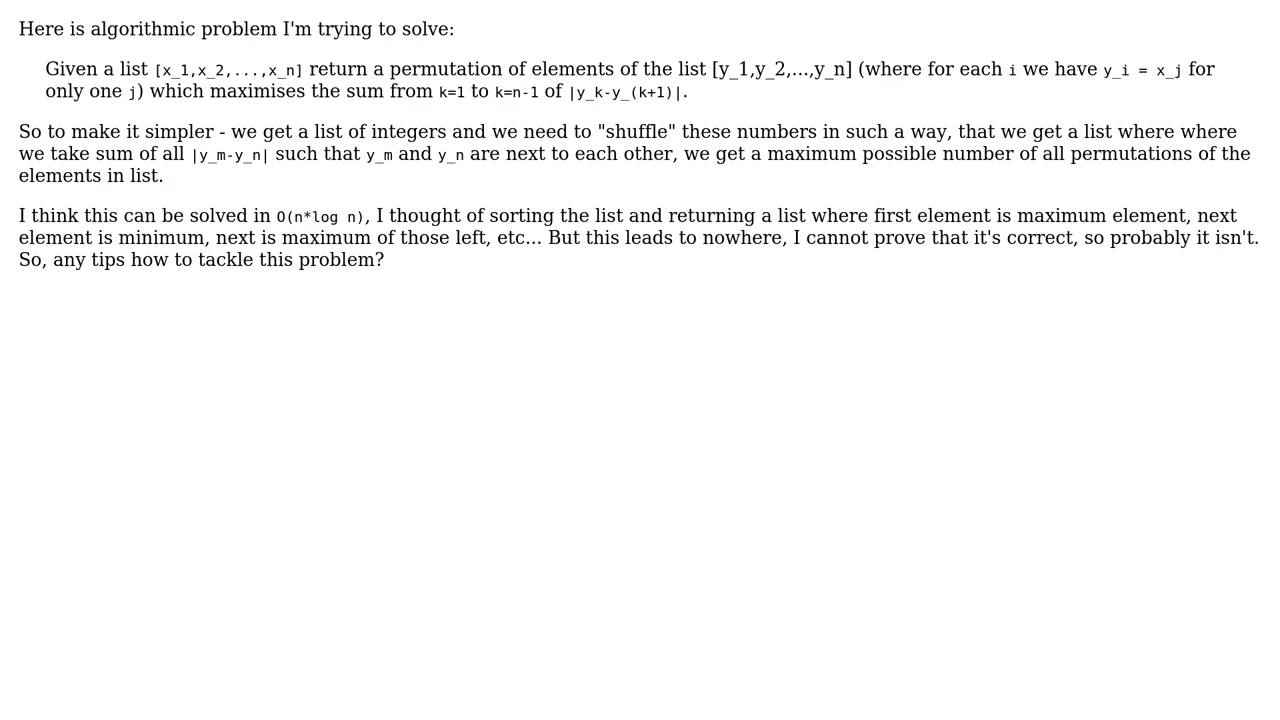 Here is algorithmic problem I'm trying to solve:
Given a list [x_1,x_2,...,x_n] return a permutation of elements of the list [y_1,y_2,...,y_n] (where for each i we have y_i = x_j for
only one j) which maximises the sum from k=1 to k=n-1 of |y_k-y_(k+1)|.
So to make it simpler - we get a list of integers and we need to "shuffle" these numbers in such a way, that we get a list where where
we take sum of all |y_m-y_n| such that y_m and y_n are next to each other, we get a maximum possible number of all permutations of the
elements in list.
I think this can be solved in O(n*log n), I thought of sorting the list and returning a list where first element is maximum element, next
element is minimum, next is maximum of those left, etc... But this leads to nowhere, I cannot prove that it's correct, so probably it isn't.
So, any tips how to tackle this problem?